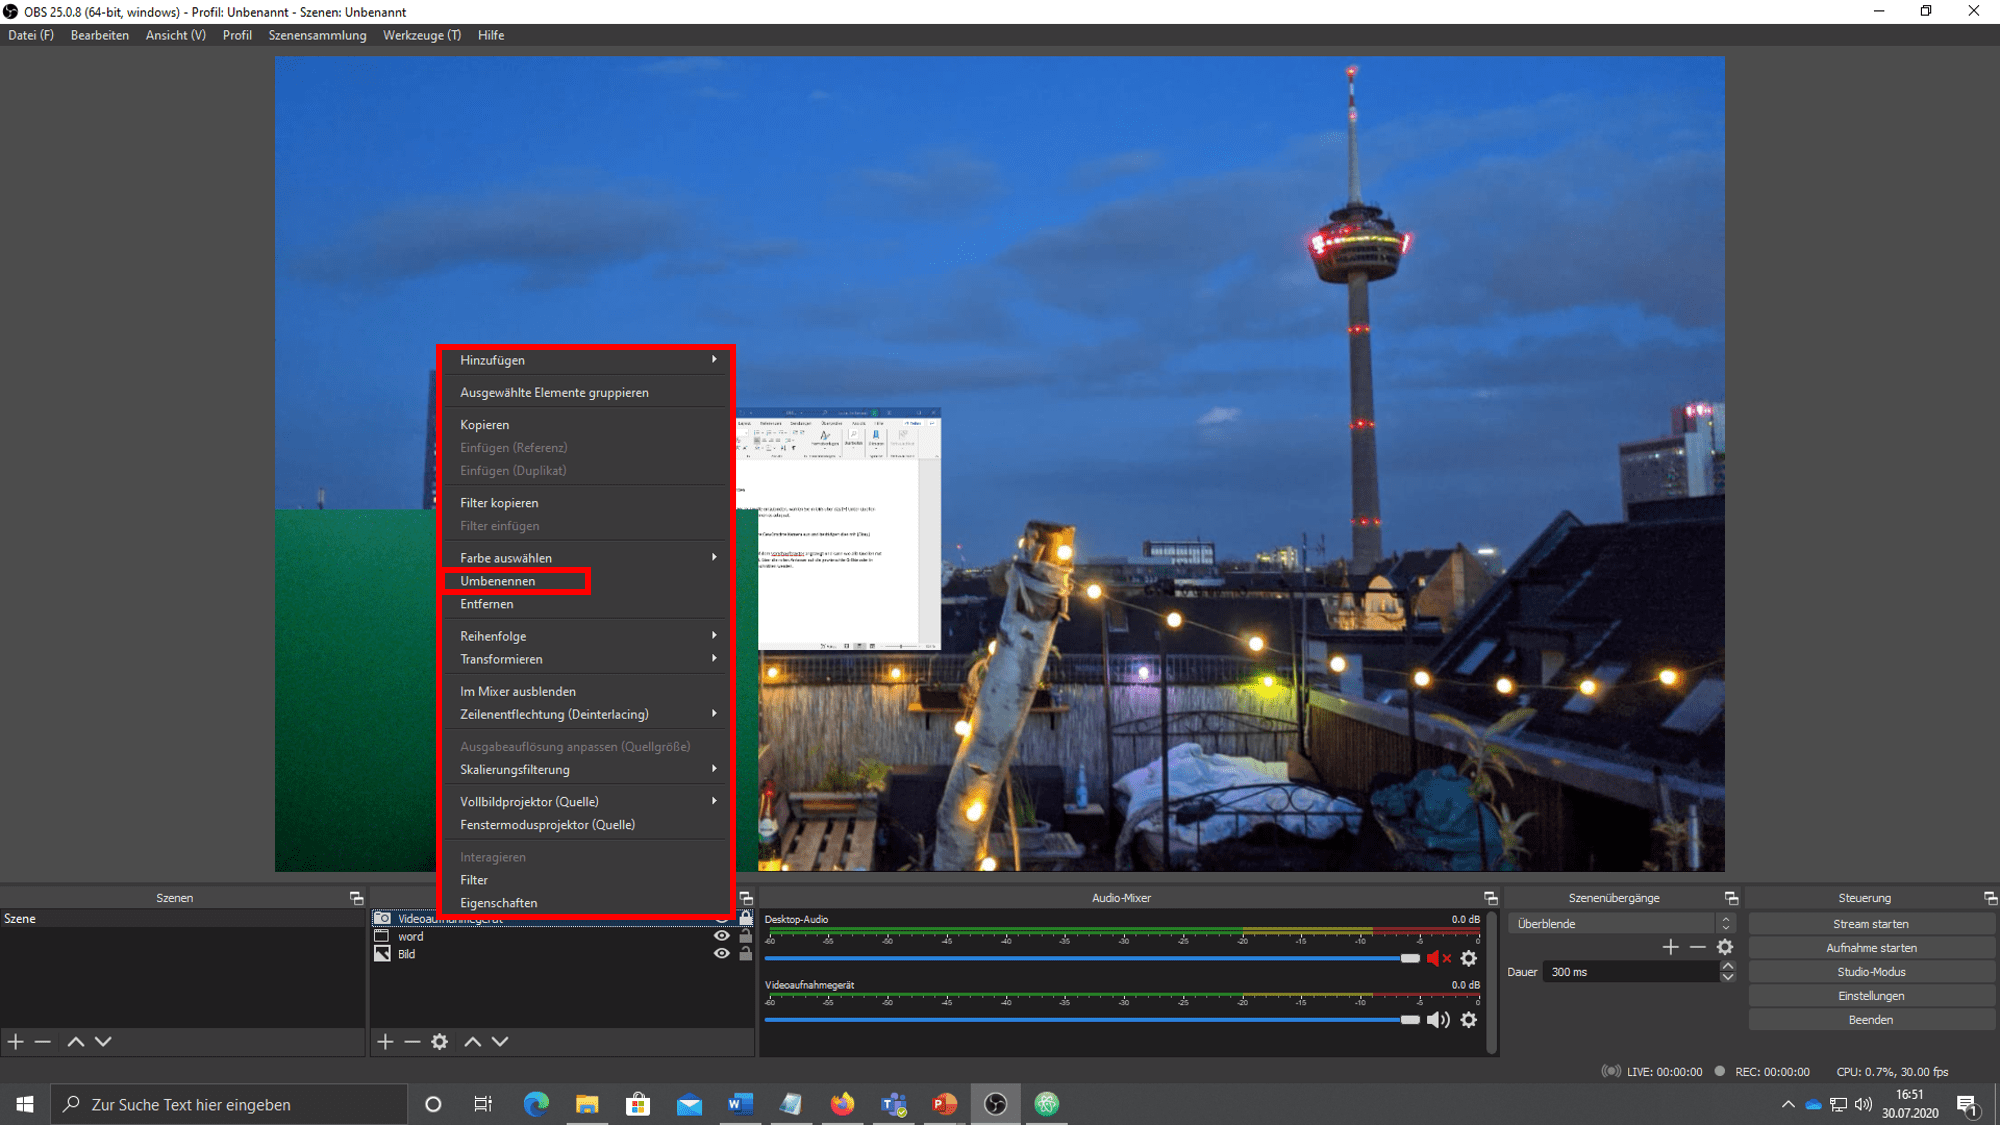 OBS 25.0.8 (64-bit, windows) - Profil: Unbenannt - Szenen: Unbenannt
Datei (F) Bearbeiten Ansicht (V) Profil Szenensammlung Werkzeuge (T) Hilfe
Hinzufügen
Ausgewählte Elemente gruppieren
Kopieren
Einfügen (Referenz)
Einfügen (Duplikat)
Filter kopieren
Filter einfügen
Farbe auswählen
Umbenennen
Entfernen
Reihenfolge
Transformieren
Im Mixer ausblenden
Zeilenentflechtung (Deinterlacing)
Ausgabeauflösung anpassen (Quellgröße)
Skalierungsfilterung
Vollbildprojektor (Quelle)
Fenstermodusprojektor (Quelle)
Interagieren
Filter
Eigenschaften
Szenen
Szene
Videoaufnahmegerät
word
Bild
Audio-Mixer
Desktop-Audio 0.0 dB
-60 -55 -50 -45 -40 -35 -30 -25 -20 -15 -10 -5 0
Videoaufnahmegerät 0.0 dB
-60 -55 -50 -45 -40 -35 -30 -25 -20 -15 -10 -5 0
Szenenübergänge
Überblende
Dauer 300 ms
Steuerung
Stream starten
Aufnahme starten
Studio-Modus
Einstellungen
Beenden
LIVE: 00:00:00 REC: 00:00:00 CPU: 0.7%, 30.00 fps
Zur Suche Text hier eingeben
16:51
30.07.2020
1